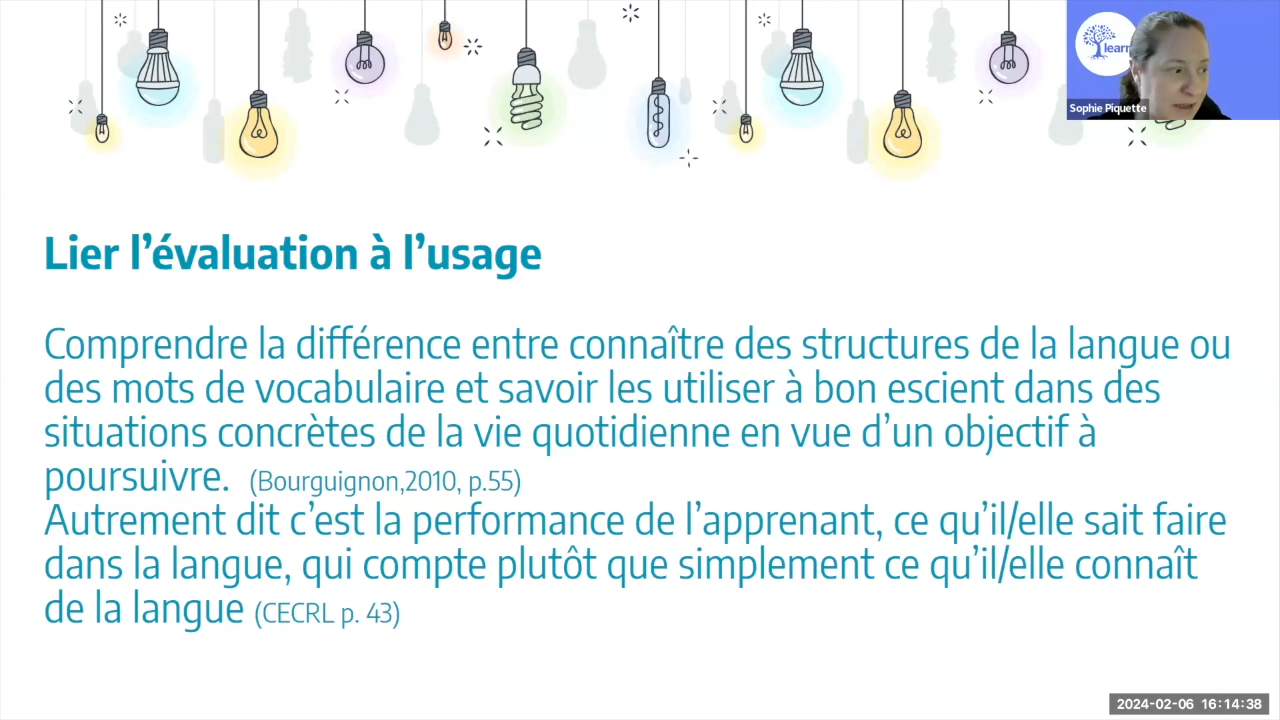 learn
Sophie Piquette
Lier l’évaluation à l’usage
Comprendre la différence entre connaître des structures de la langue ou
des mots de vocabulaire et savoir les utiliser à bon escient dans des
situations concrètes de la vie quotidienne en vue d’un objectif à
poursuivre. (Bourguignon,2010, p.55)
Autrement dit c’est la performance de l’apprenant, ce qu’il/elle sait faire
dans la langue, qui compte plutôt que simplement ce qu’il/elle connaît
de la langue (CECRL p. 43)
2024-02-06 16:14:38